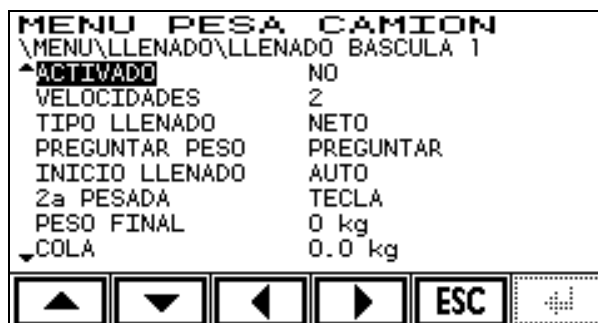 MENU PESA CAMION
\MENU\LLENADO\LLENADO BASCULA 1
ACTIVADO NO
VELOCIDADES 2
TIPO LLENADO NETO
PREGUNTAR PESO PREGUNTAR
INICIO LLENADO AUTO
2a PESADA TECLA
PESO FINAL 0 kg
COLA 0.0 kg
ESC